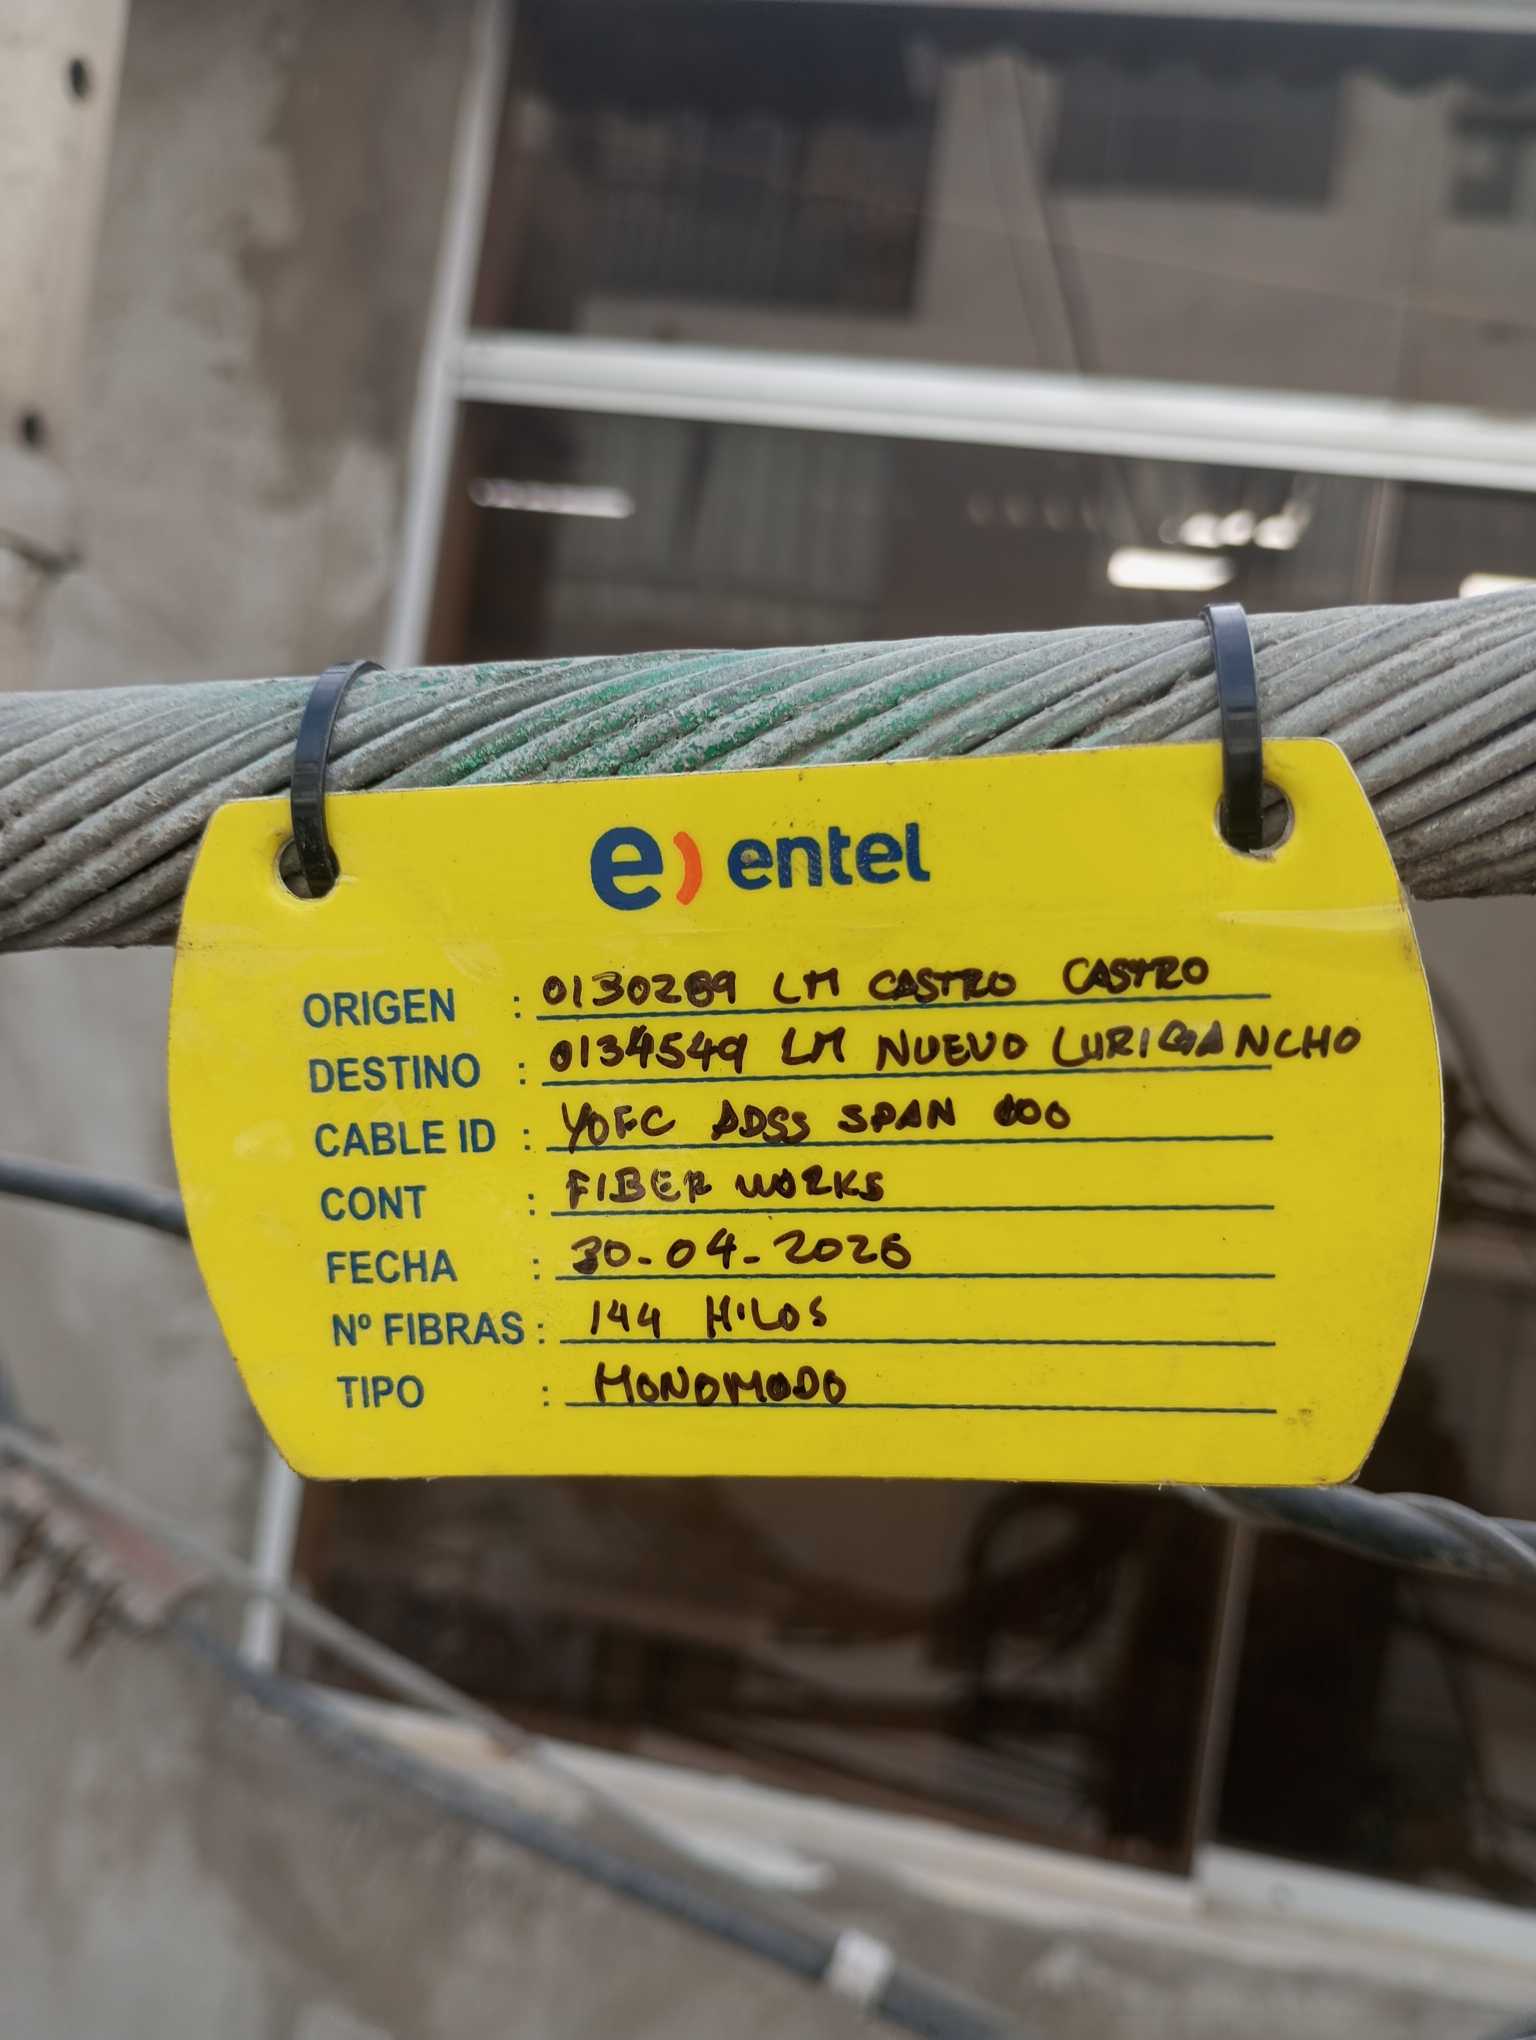 e) entel
ORIGEN : 0130289 LM CASTRO CASTRO
DESTINO : 0134549 LM NUEVO LURIGANCHO
CABLE ID : YOFC ADSS SPAN
CONT : FIBER WORKS
FECHA : 30-04-2026
Nº FIBRAS : 144 HILOS
TIPO : MONOMODO